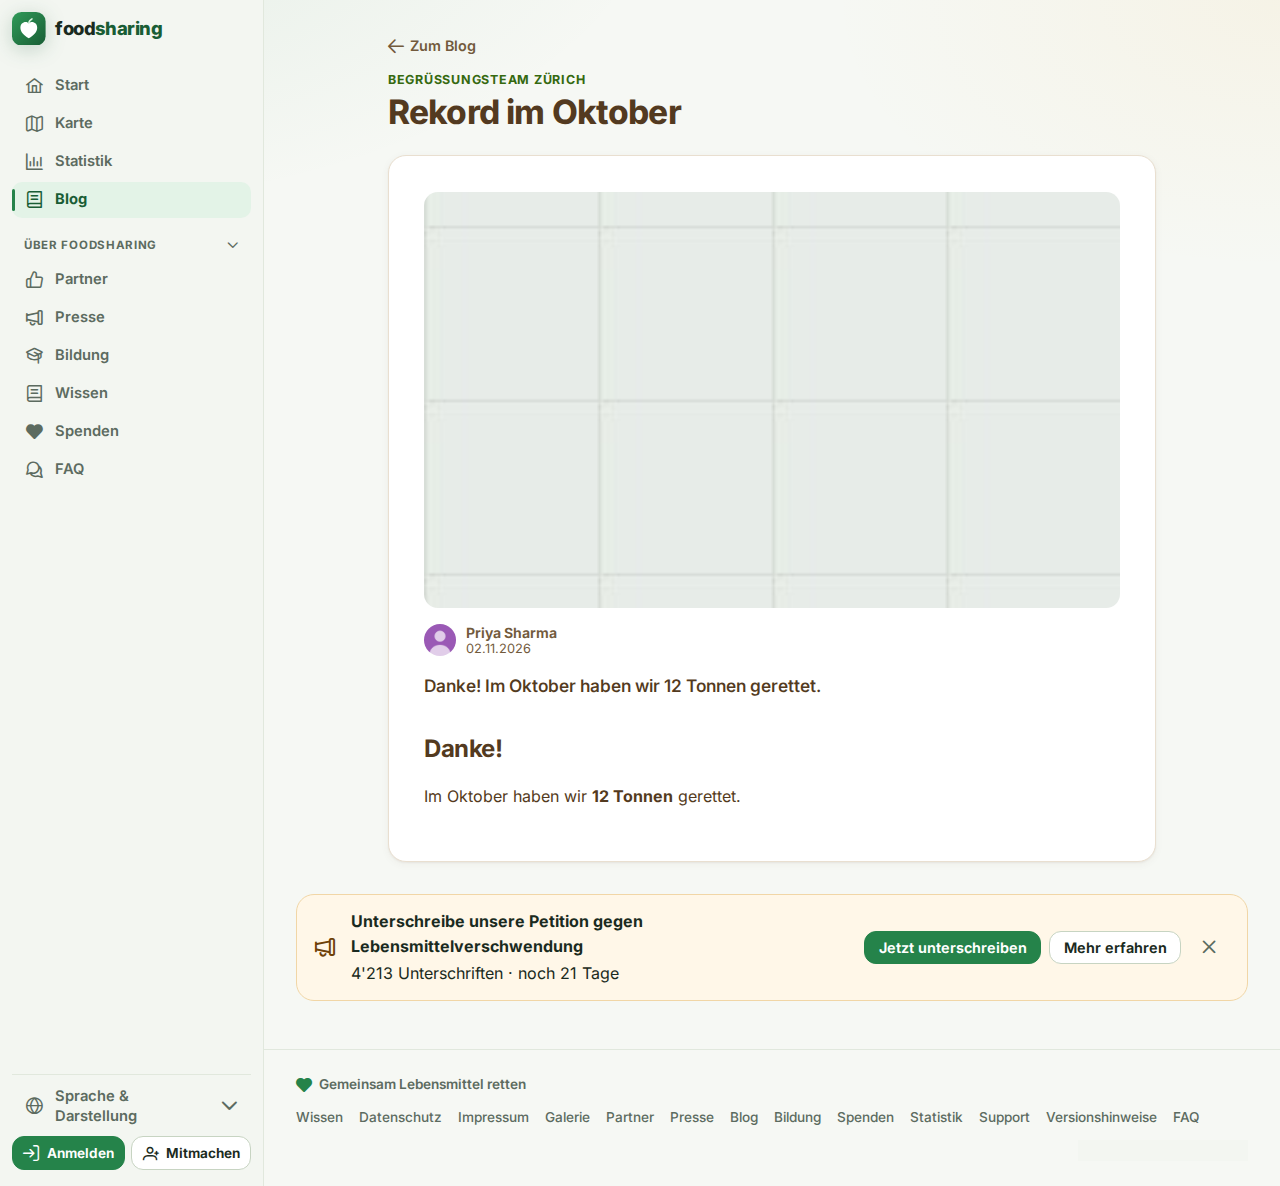 foodsharing
Start
Karte
Statistik
Blog
ÜBER FOODSHARING
Partner
Presse
Bildung
Wissen
Spenden
FAQ
Sprache &
Darstellung
Anmelden
Mitmachen
Zum Blog
BEGRÜSSUNGSTEAM ZÜRICH
Rekord im Oktober
Priya Sharma
02.11.2026
Danke! Im Oktober haben wir 12 Tonnen gerettet.
Danke!
Im Oktober haben wir 12 Tonnen gerettet.
Unterschreibe unsere Petition gegen
Lebensmittelverschwendung
4'213 Unterschriften · noch 21 Tage
Jetzt unterschreiben
Mehr erfahren
Gemeinsam Lebensmittel retten
Wissen Datenschutz Impressum Galerie Partner Presse Blog Bildung Spenden Statistik Support Versionshinweise FAQ